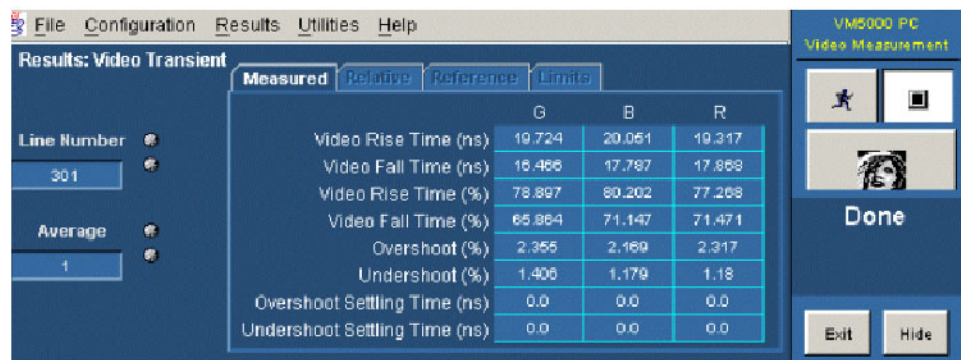 File Configuration Results Utilities Help
VM5000 PC
Video Measurement
Results: Video Transient
Measured Relative Reference Limits
G B R
Video Rise Time (ns) 19.724 20.051 19.317
Video Fall Time (ns) 16.466 17.787 17.868
Video Rise Time (%) 78.897 80.202 77.268
Video Fall Time (%) 65.864 71.147 71.471
Overshoot (%) 2.355 2.169 2.317
Undershoot (%) 1.406 1.179 1.18
Overshoot Settling Time (ns) 0.0 0.0 0.0
Undershoot Settling Time (ns) 0.0 0.0 0.0
Line Number
301
Average
1
Done
Exit Hide